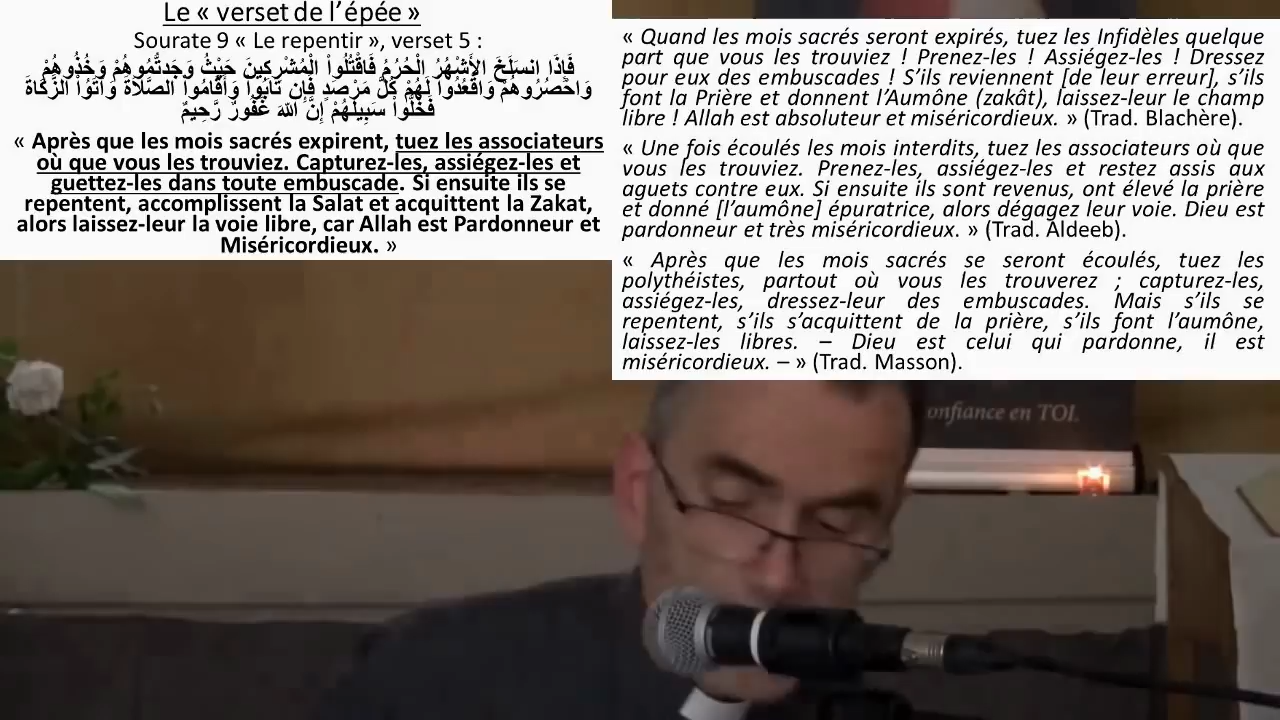 Le « verset de l’épée »
Sourate 9 « Le repentir », verset 5 :
فَإِذَا انسَلَخَ الأَشْهُرُ الْحُرُمُ فَاقْتُلُواْ الْمُشْرِكِينَ حَيْثُ وَجَدتُّمُوهُمْ وَخُذُوهُمْ
وَاحْصُرُوهُمْ وَاقْعُدُواْ لَهُمْ كُلَّ مَرْصَدٍ فَإِن تَابُواْ وَأَقَامُواْ الصَّلاَةَ وَآتَوُاْ الزَّكَاةَ
فَخَلُّواْ سَبِيلَهُمْ إِنَّ اللّهَ غَفُورٌ رَّحِيمٌ
« Après que les mois sacrés expirent, tuez les associateurs
où que vous les trouviez. Capturez-les, assiégez-les et
guettez-les dans toute embuscade. Si ensuite ils se
repentent, accomplissent la Salat et acquittent la Zakat,
alors laissez-leur la voie libre, car Allah est Pardonneur et
Miséricordieux. »
« Quand les mois sacrés seront expirés, tuez les Infidèles quelque
part que vous les trouviez ! Prenez-les ! Assiégez-les ! Dressez
pour eux des embuscades ! S’ils reviennent [de leur erreur], s’ils
font la Prière et donnent l’Aumône (zakât), laissez-leur le champ
libre ! Allah est absoluteur et miséricordieux. » (Trad. Blachère).
« Une fois écoulés les mois interdits, tuez les associateurs où que
vous les trouviez. Prenez-les, assiégez-les et restez assis aux
aguets contre eux. Si ensuite ils sont revenus, ont élevé la prière
et donné [l’aumône] épuratrice, alors dégagez leur voie. Dieu est
pardonneur et très miséricordieux. » (Trad. Aldeeb).
« Après que les mois sacrés se seront écoulés, tuez les
polythéistes, partout où vous les trouverez ; capturez-les,
assiégez-les, dressez-leur des embuscades. Mais s’ils se
repentent, s’ils s’acquittent de la prière, s’ils font l’aumône,
laissez-les libres. – Dieu est celui qui pardonne, il est
miséricordieux. – » (Trad. Masson).
onfiance en TOI.